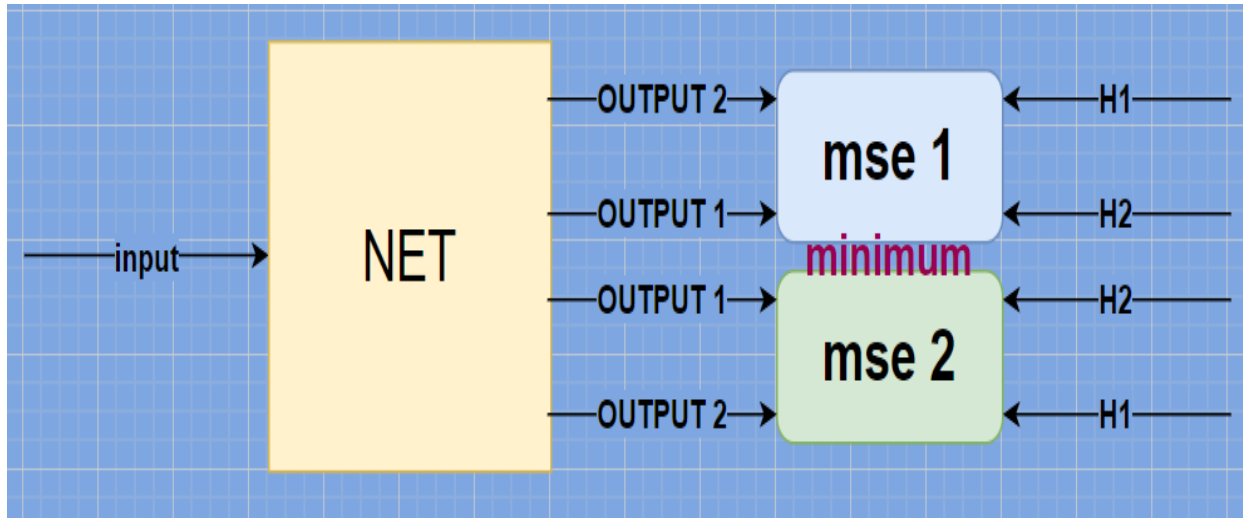 OUTPUT 2
H1
mse 1
OUTPUT 1
H2
input
NET
minimum
OUTPUT 1
H2
mse 2
OUTPUT 2
H1